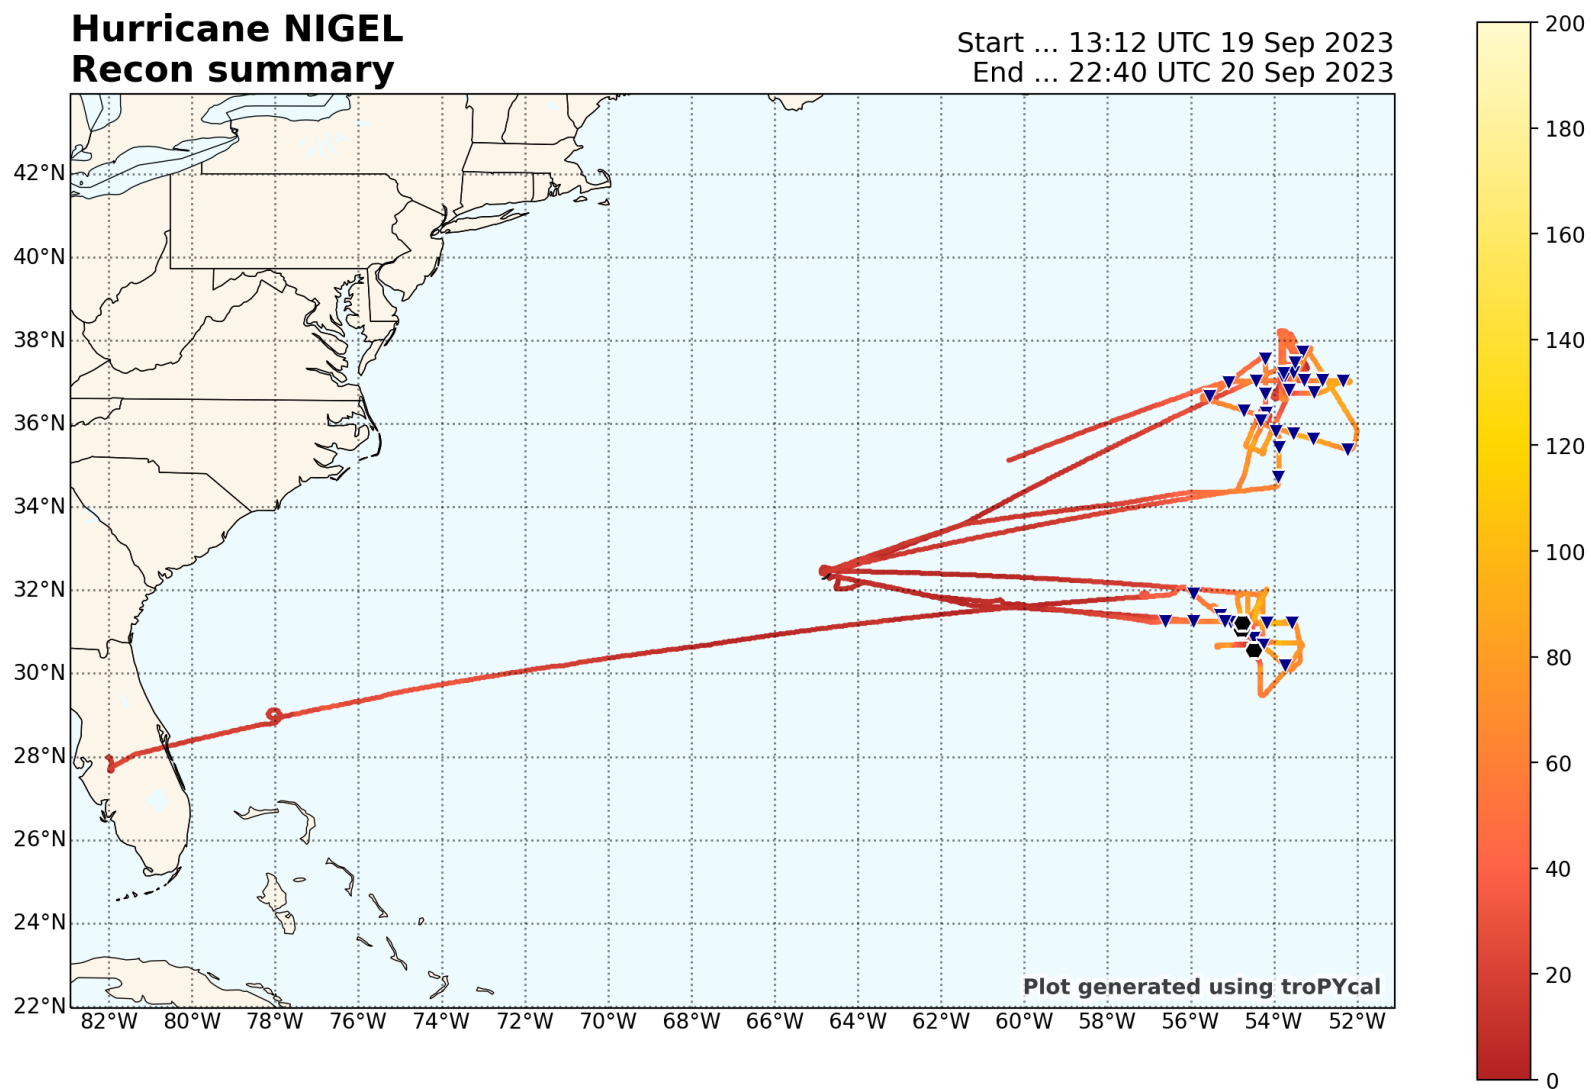 Hurricane NIGEL
Recon summary
Start ... 13:12 UTC 19 Sep 2023
End ... 22:40 UTC 20 Sep 2023
200
180
160
140
120
100
80
60
40
20
0
42°N
40°N
38°N
36°N
34°N
32°N
30°N
28°N
26°N
24°N
22°N
Plot generated using troPYcal
82°W 80°W 78°W 76°W 74°W 72°W 70°W 68°W 66°W 64°W 62°W 60°W 58°W 56°W 54°W 52°W